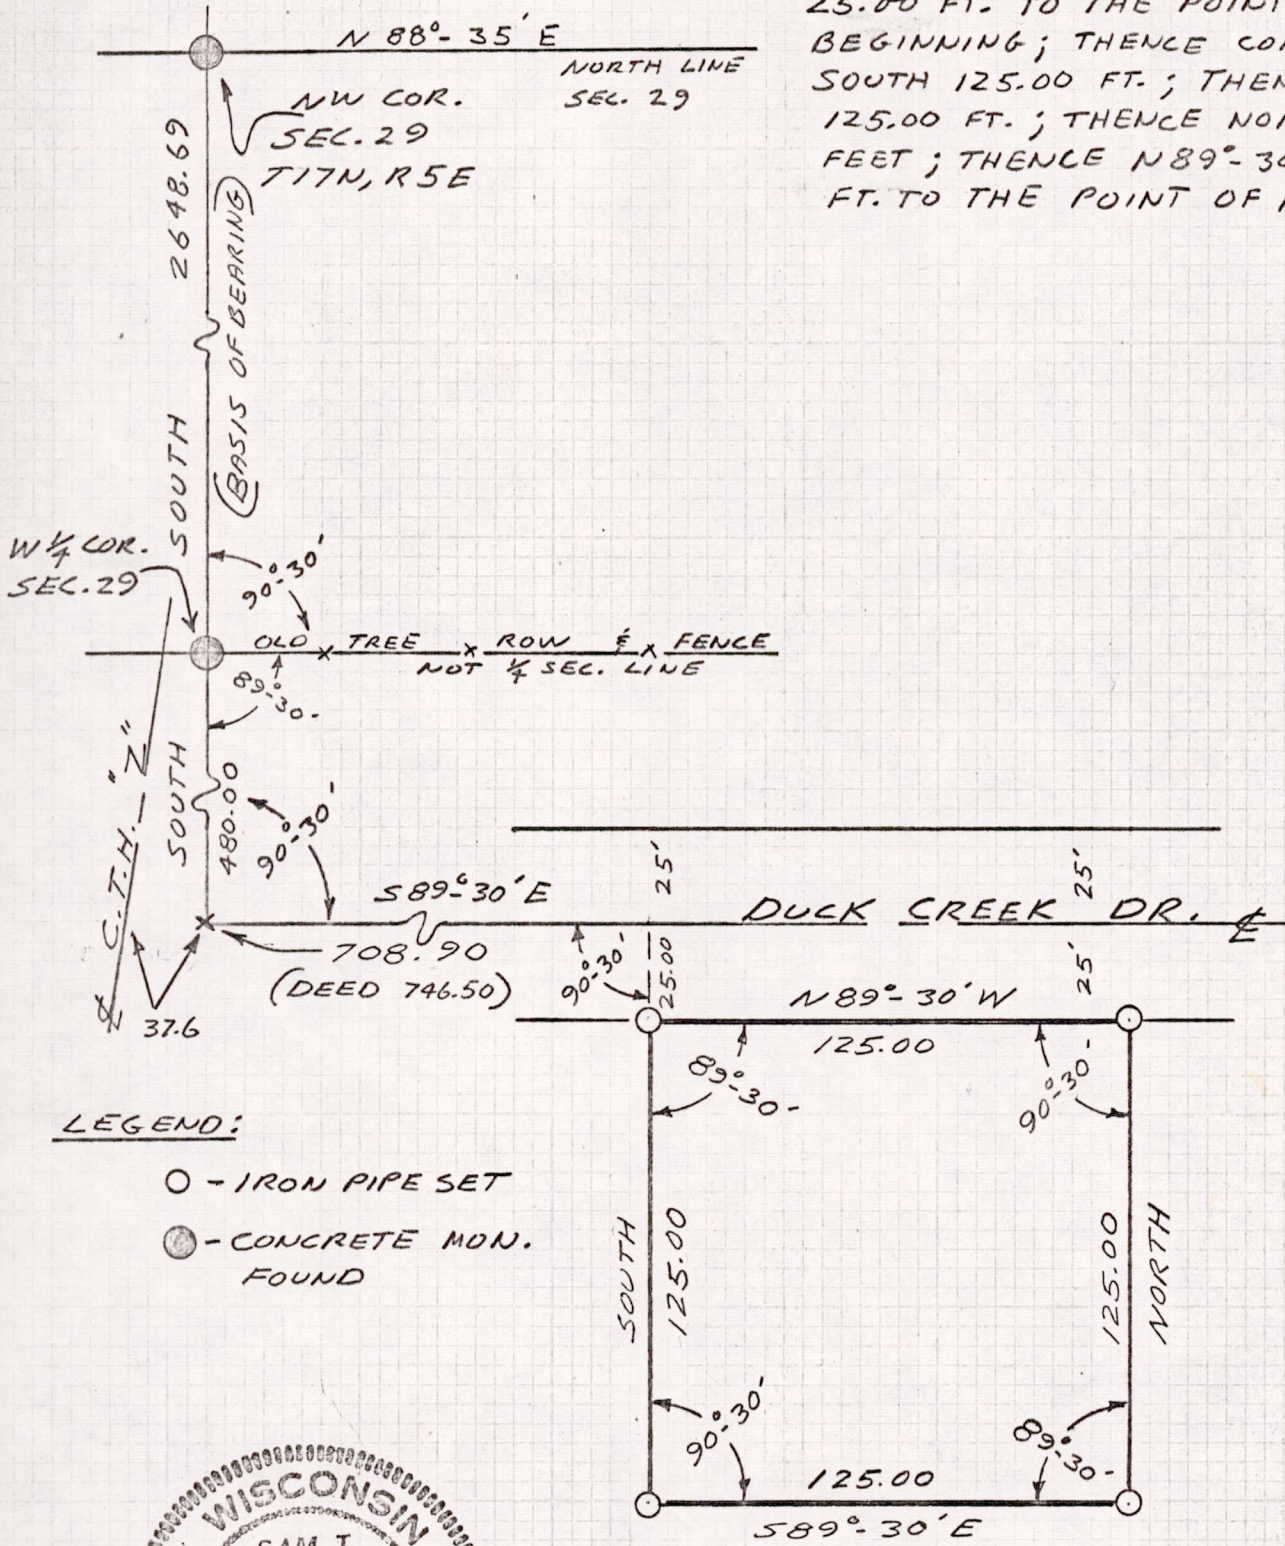 25.00 FT. TO THE POINT
BEGINNING; THENCE
SOUTH 125.00 FT.;
125.00 FT.; THENCE
FEET; THENCE N89°-30
FT. TO THE POINT OF
N 88°-35' E
NORTH LINE
SEC. 29
NW COR.
SEC. 29
T17N, R5E
2648.69
SOUTH
(BASIS OF BEARING)
W 1/4 COR.
SEC. 29
90°-30'
OLD TREE ROW & FENCE
NOT 1/4 SEC. LINE
89°-30'
SOUTH
480.00
90°-30'
℄ C.T.H. "Z"
S89°-30'E
708.90
(DEED 746.50)
37.6
25'
25'
DUCK CREEK DR. ℄
25.00
25'
90°-30'
N89°-30'W
125.00
89°-30'
90°-30'
LEGEND:
O - IRON PIPE SET
- CONCRETE MON.
FOUND
SOUTH
125.00
125.00
NORTH
90°-30'
89°-30'
125.00
S89°-30'E
WISCONSIN
SAM T.